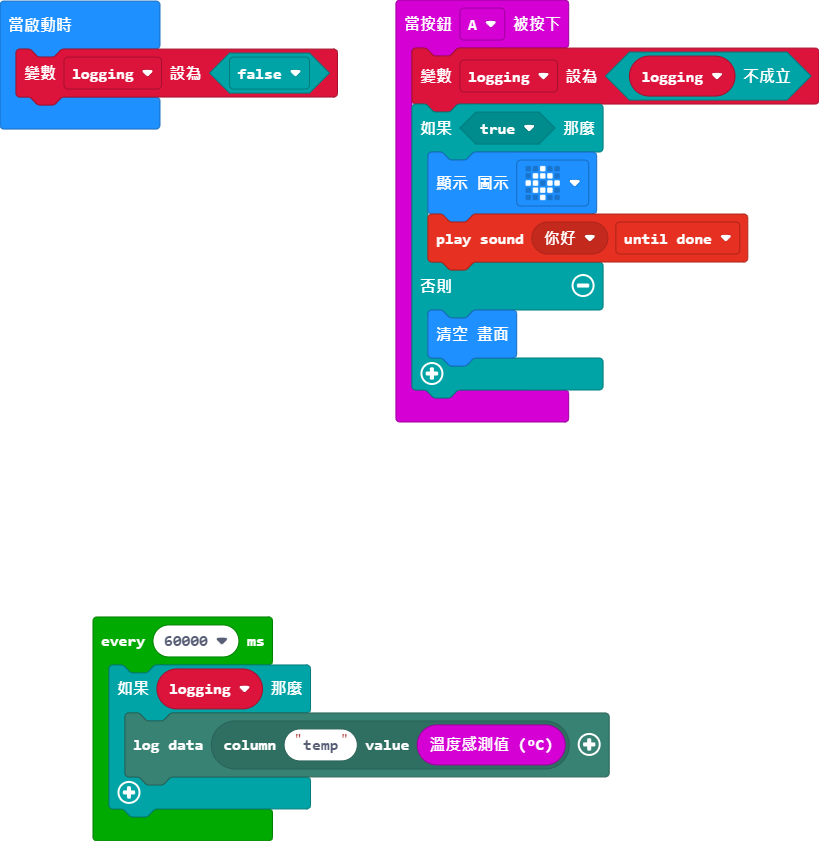 當啟動時
變數 logging 設為 false
當按鈕 A 被按下
變數 logging 設為 logging 不成立
如果 true 那麼
顯示 圖示
play sound 你好 until done
否則
清空 畫面
every 60000 ms
如果 logging 那麼
log data column "temp" value 溫度感測值 (ºC)